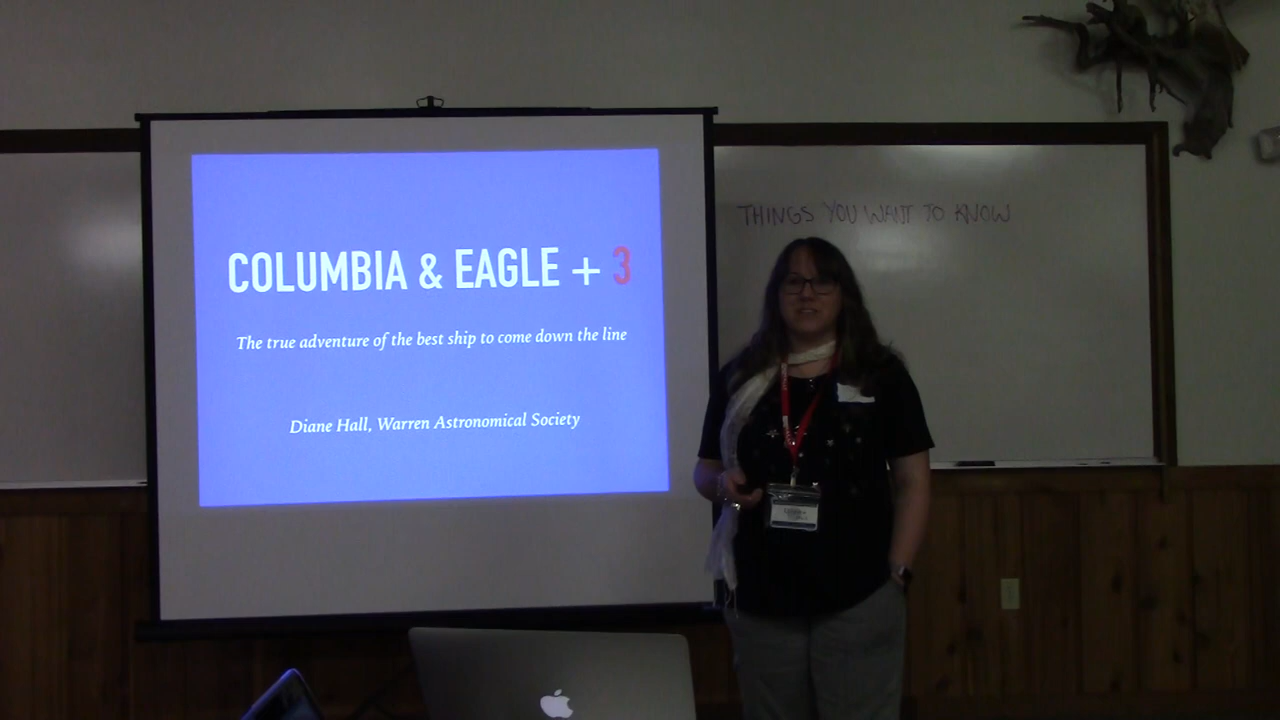 COLUMBIA & EAGLE + 3
The true adventure of the best ship to come down the line
Diane Hall, Warren Astronomical Society
THINGS YOU WANT TO KNOW